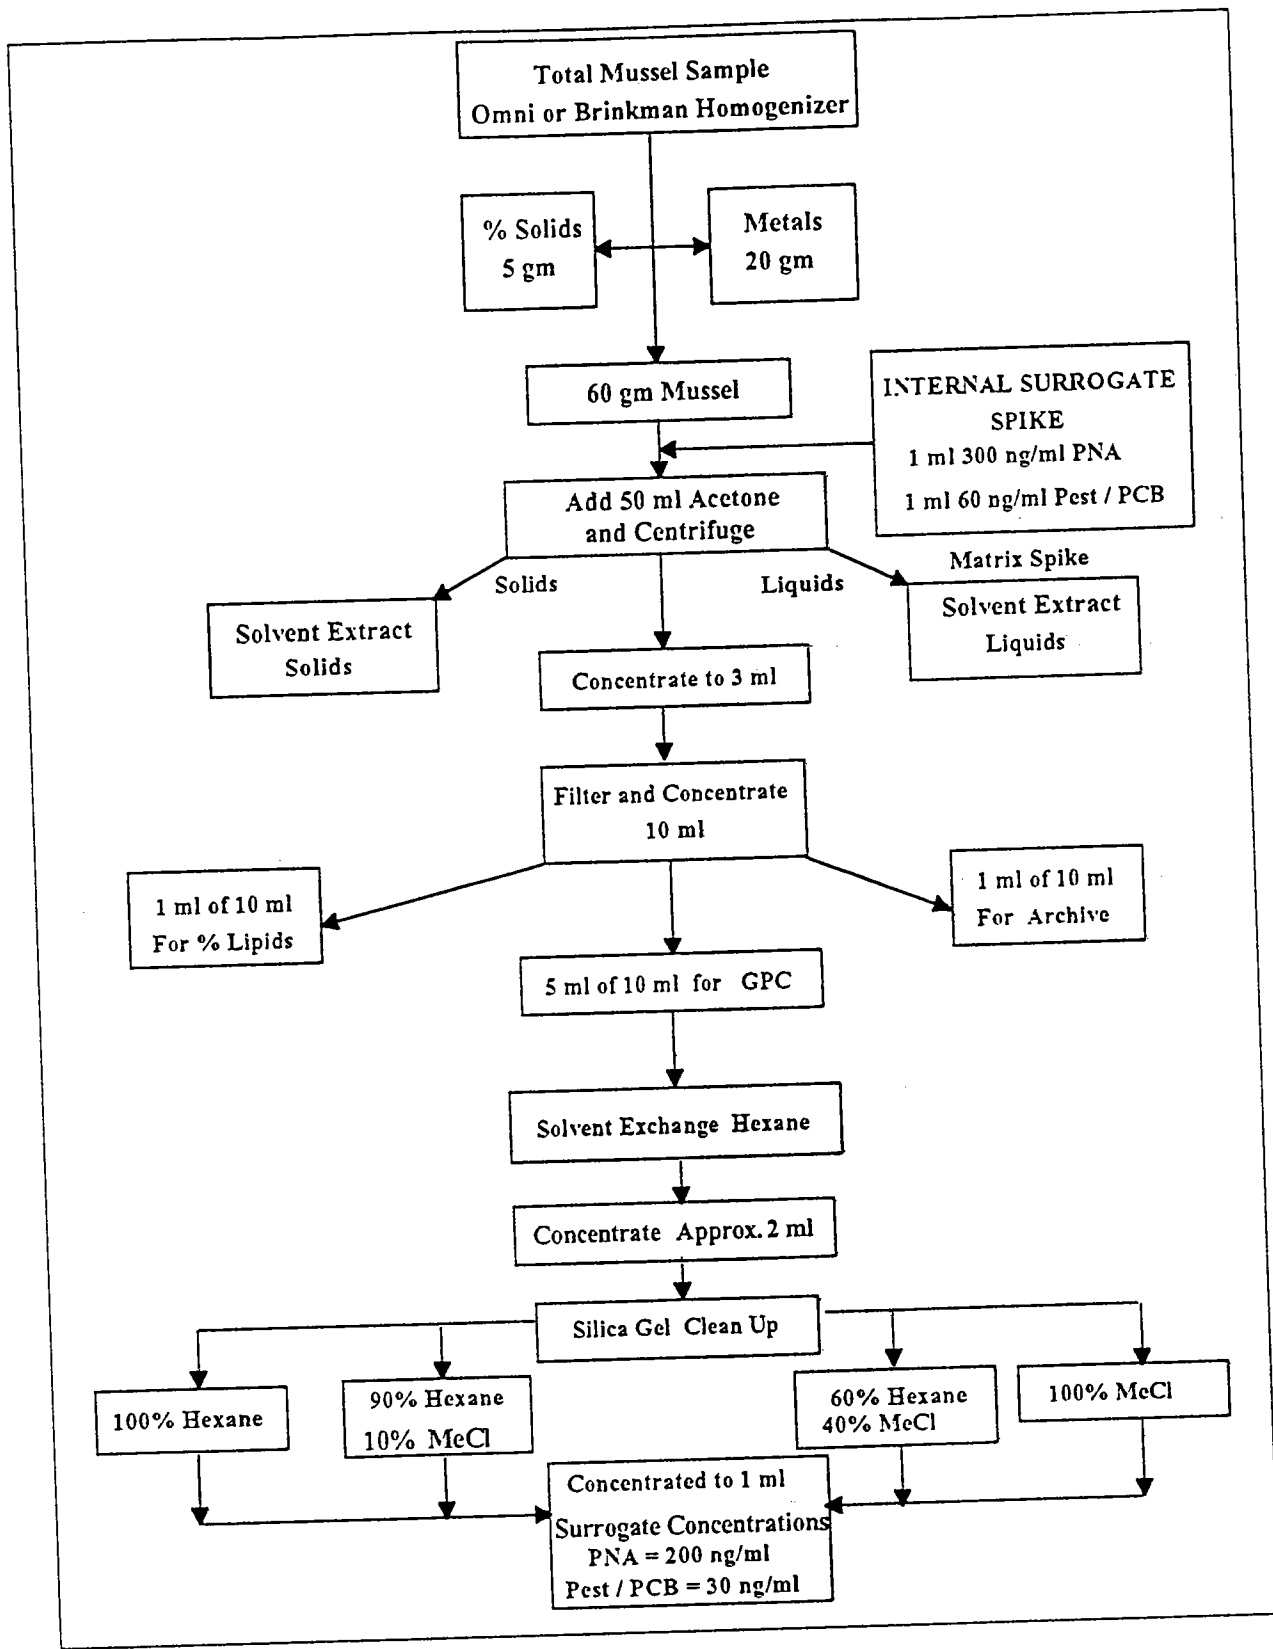 Total Mussel Sample
Omni or Brinkman Homogenizer
% Solids
5 gm
Metals
20 gm
60 gm Mussel
INTERNAL SURROGATE
SPIKE
1 ml 300 ng/ml PNA
1 ml 60 ng/ml Pest / PCB
Add 50 ml Acetone
and Centrifuge
Solids
Liquids
Matrix Spike
Solvent Extract
Solids
Solvent Extract
Liquids
Concentrate to 3 ml
Filter and Concentrate
10 ml
1 ml of 10 ml
For % Lipids
1 ml of 10 ml
For Archive
5 ml of 10 ml for GPC
Solvent Exchange Hexane
Concentrate Approx. 2 ml
Silica Gel Clean Up
100% Hexane
90% Hexane
10% MeCl
60% Hexane
40% MeCl
100% MeCl
Concentrated to 1 ml
Surrogate Concentrations
PNA = 200 ng/ml
Pest / PCB = 30 ng/ml